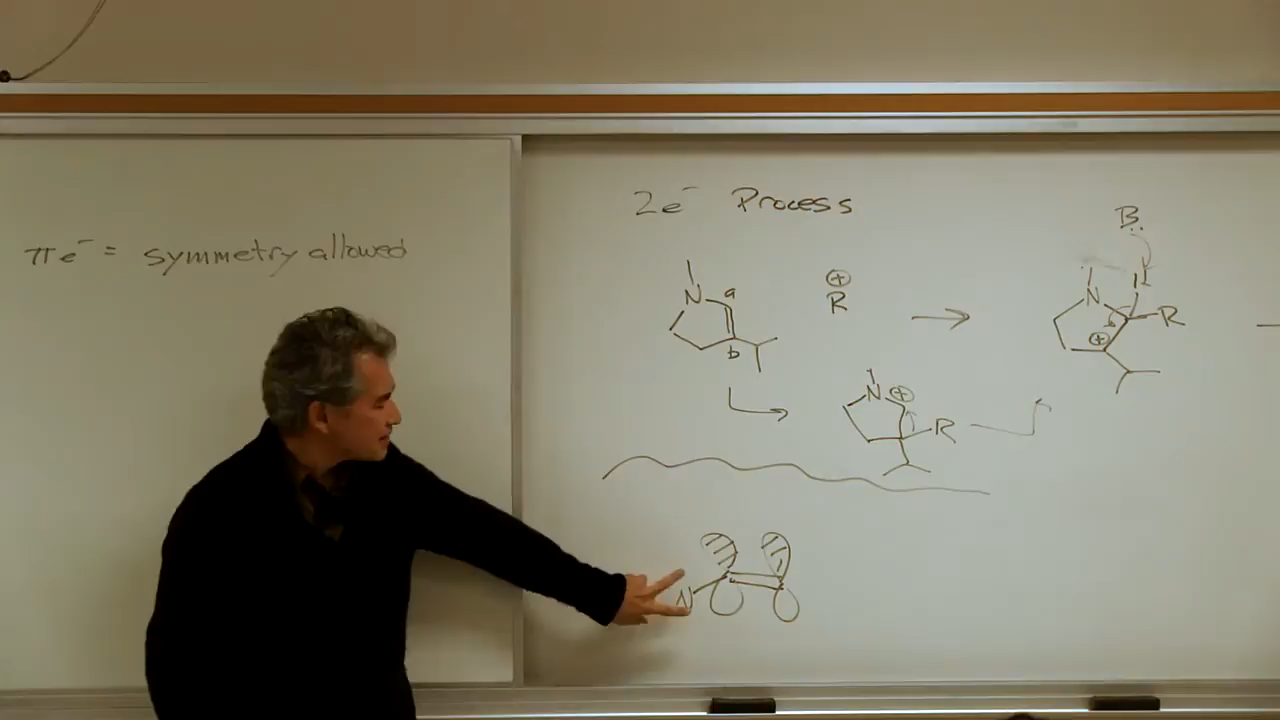 πe⁻ = symmetry allowed
2e⁻ Process
N a b
⊕
R
B:
N H R ⊕
N ⊕ R
N